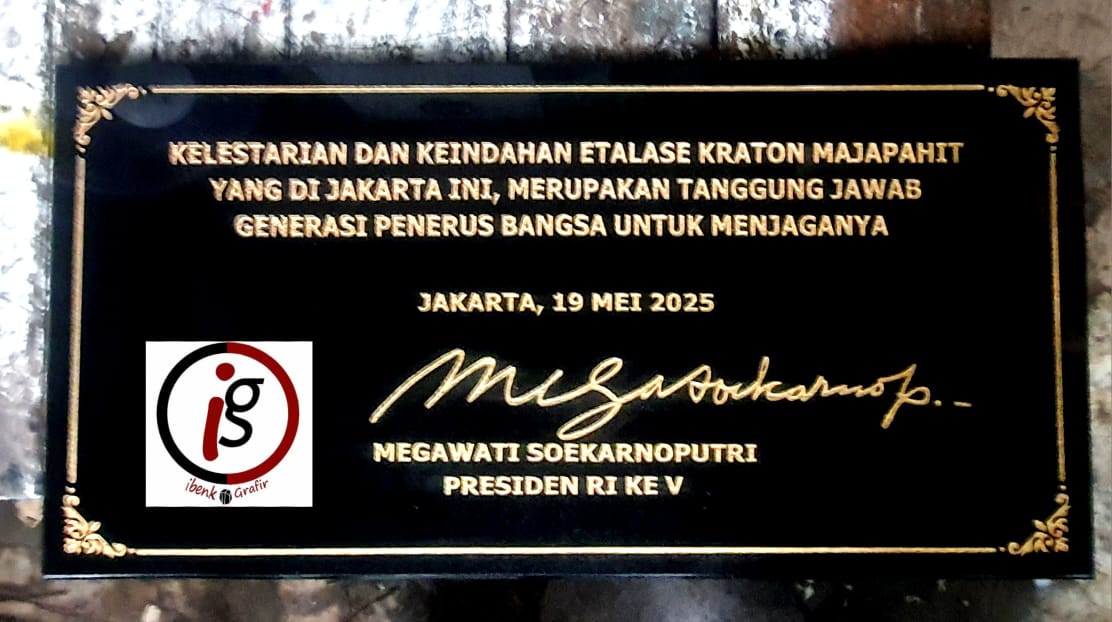 KELESTARIAN DAN KEINDAHAN ETALASE KRATON MAJAPAHIT
YANG DI JAKARTA INI, MERUPAKAN TANGGUNG JAWAB
GENERASI PENERUS BANGSA UNTUK MENJAGANYA
JAKARTA, 19 MEI 2025
Megasoekarnop..-
MEGAWATI SOEKARNOPUTRI
PRESIDEN RI KE V
ig
ibenk Grafir